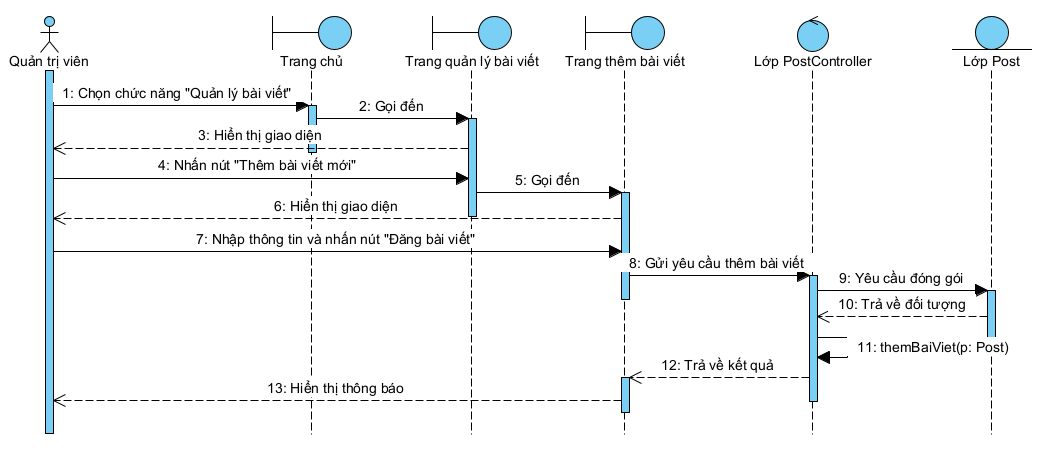 Quản trị viên
Trang chủ
Trang quản lý bài viết
Trang thêm bài viết
Lớp PostController
Lớp Post
1: Chọn chức năng "Quản lý bài viết"
2: Gọi đến
3: Hiển thị giao diện
4: Nhấn nút "Thêm bài viết mới"
5: Gọi đến
6: Hiển thị giao diện
7: Nhập thông tin và nhấn nút "Đăng bài viết"
8: Gửi yêu cầu thêm bài viết
9: Yêu cầu đóng gói
10: Trả về đối tượng
11: themBaiViet(p: Post)
12: Trả về kết quả
13: Hiển thị thông báo